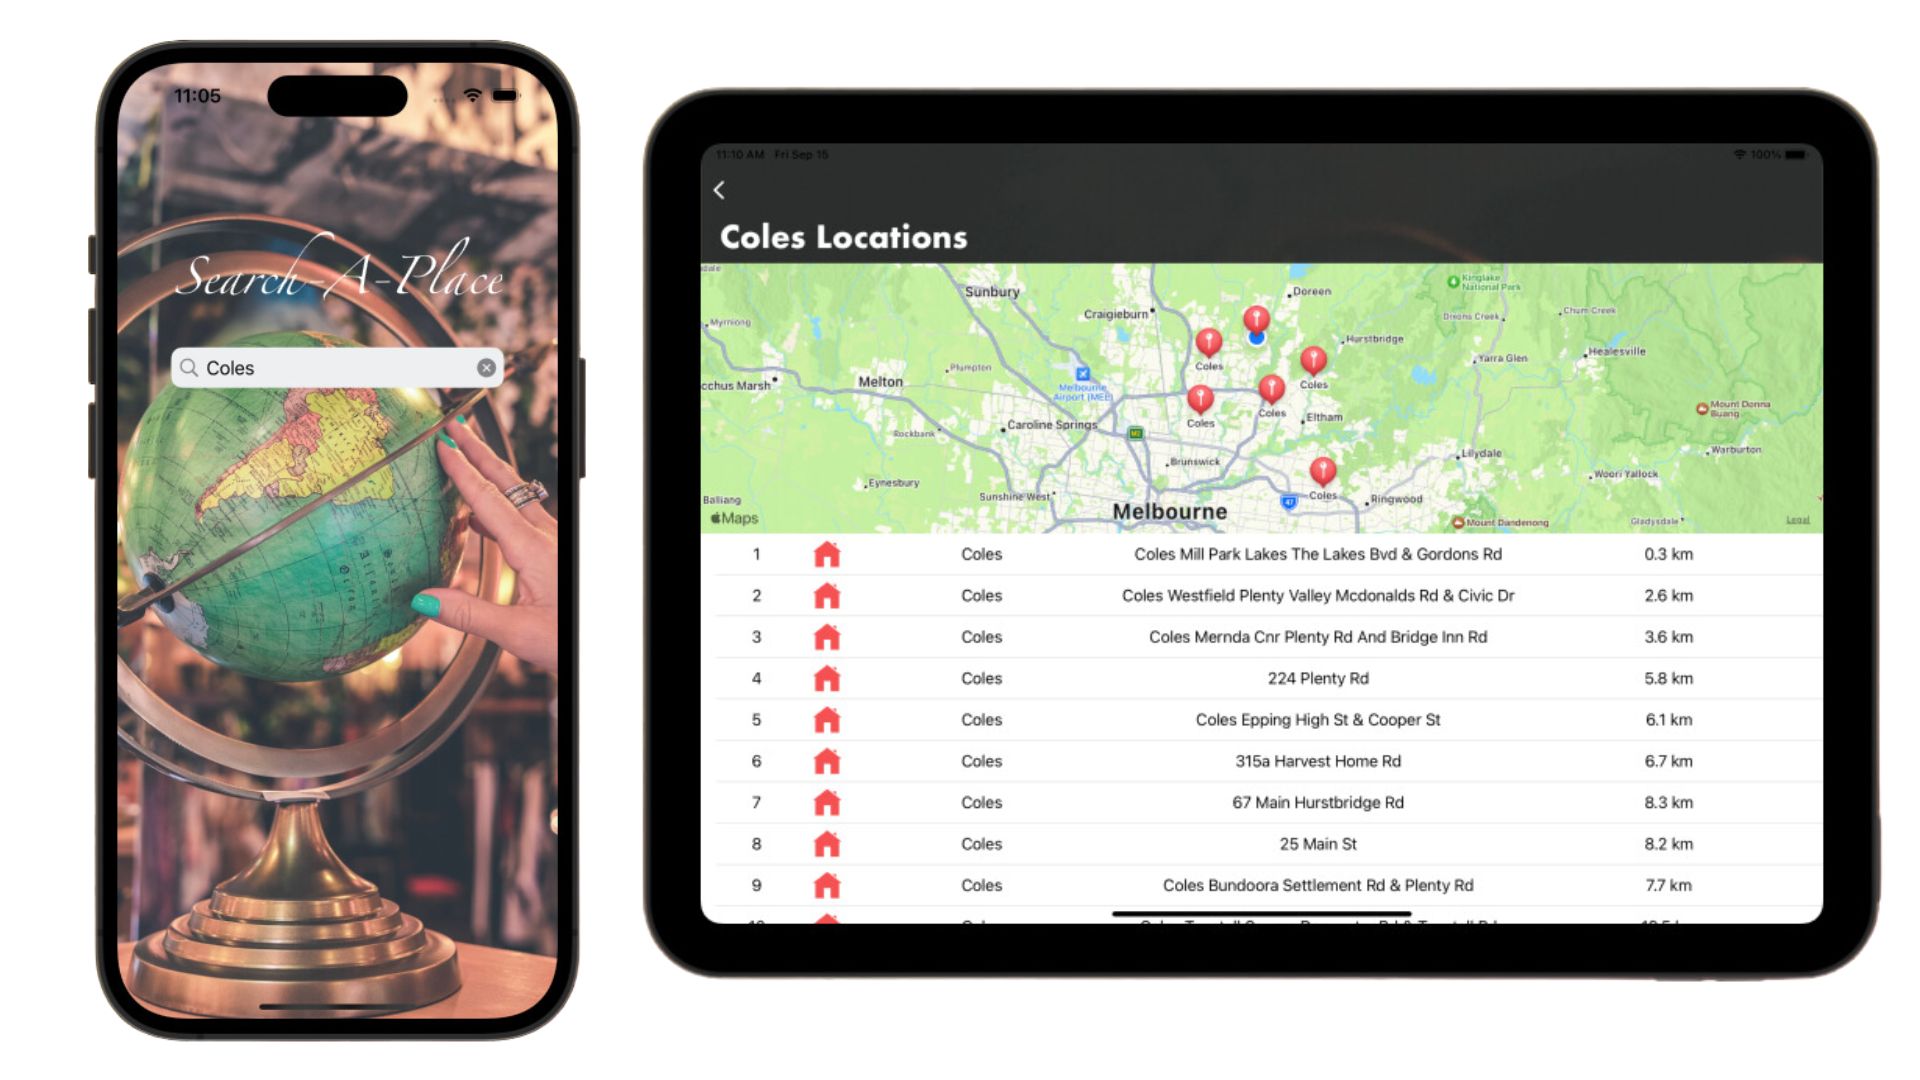 11:05
Search-A-Place
Coles
11:10 AM Fri Sep 15
100%
Coles Locations
Sunbury
Doreen
Kinglake
National Park
Craigieburn
Dixons Creek
Chum Creek
Myrniong
Hurstbridge
Yarra Glen
Healesville
Coles
Plumpton
Melton
cchus Marsh
Melbourne
Airport (MEL)
Coles
Coles
Coles
Eltham
Mount Donna
Buang
Caroline Springs
Rockbank
M2
Brunswick
Lilydale
Warburton
Woori Yallock
Eynesbury
Sunshine West
Coles
47
Ringwood
Balliang
Melbourne
Mount Dandenong
Gladysdale
Legal
Maps
1 Coles Coles Mill Park Lakes The Lakes Bvd & Gordons Rd 0.3 km
2 Coles Coles Westfield Plenty Valley Mcdonalds Rd & Civic Dr 2.6 km
3 Coles Coles Mernda Cnr Plenty Rd And Bridge Inn Rd 3.6 km
4 Coles 224 Plenty Rd 5.8 km
5 Coles Coles Epping High St & Cooper St 6.1 km
6 Coles 315a Harvest Home Rd 6.7 km
7 Coles 67 Main Hurstbridge Rd 8.3 km
8 Coles 25 Main St 8.2 km
9 Coles Coles Bundoora Settlement Rd & Plenty Rd 7.7 km